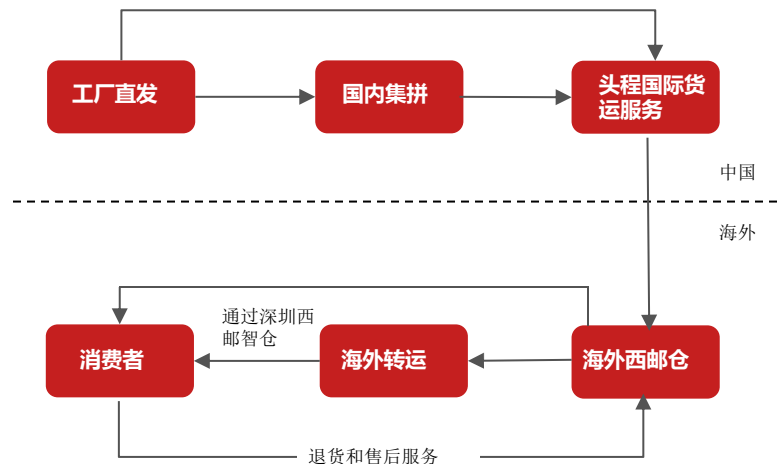 工厂直发
国内集拼
头程国际货
运服务
中国
海外
通过深圳西
邮智仓
消费者
海外转运
海外西邮仓
退货和售后服务